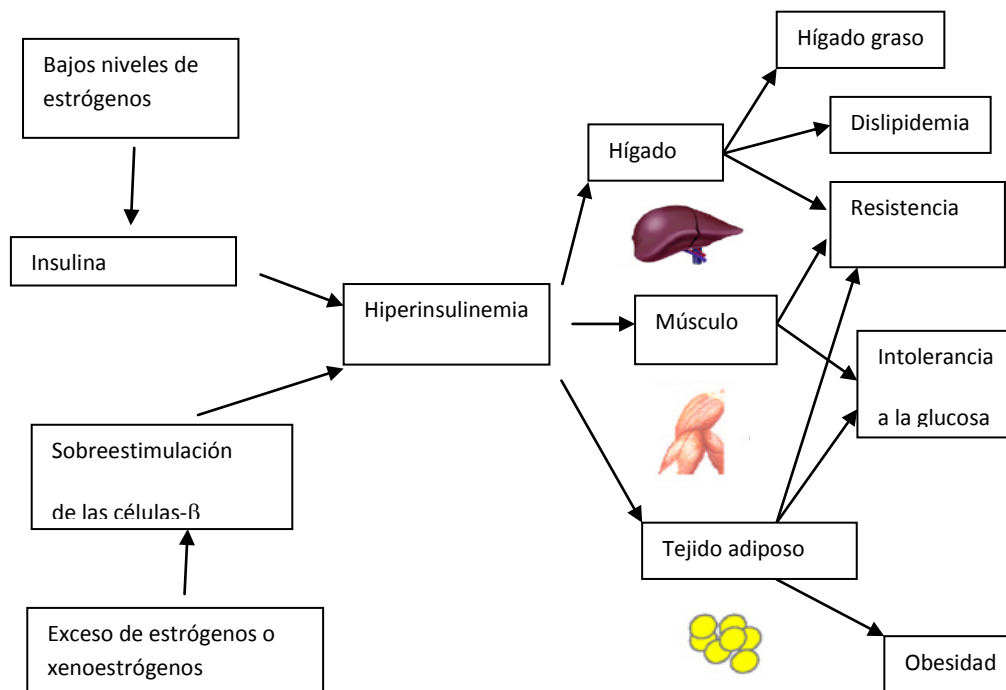 Bajos niveles de
estrógenos
Insulina
Sobreestimulación
de las células-β
Exceso de estrógenos o
xenoestrógenos
Hiperinsulinemia
Hígado
Músculo
Tejido adiposo
Hígado graso
Dislipidemia
Resistencia
Intolerancia
a la glucosa
Obesidad